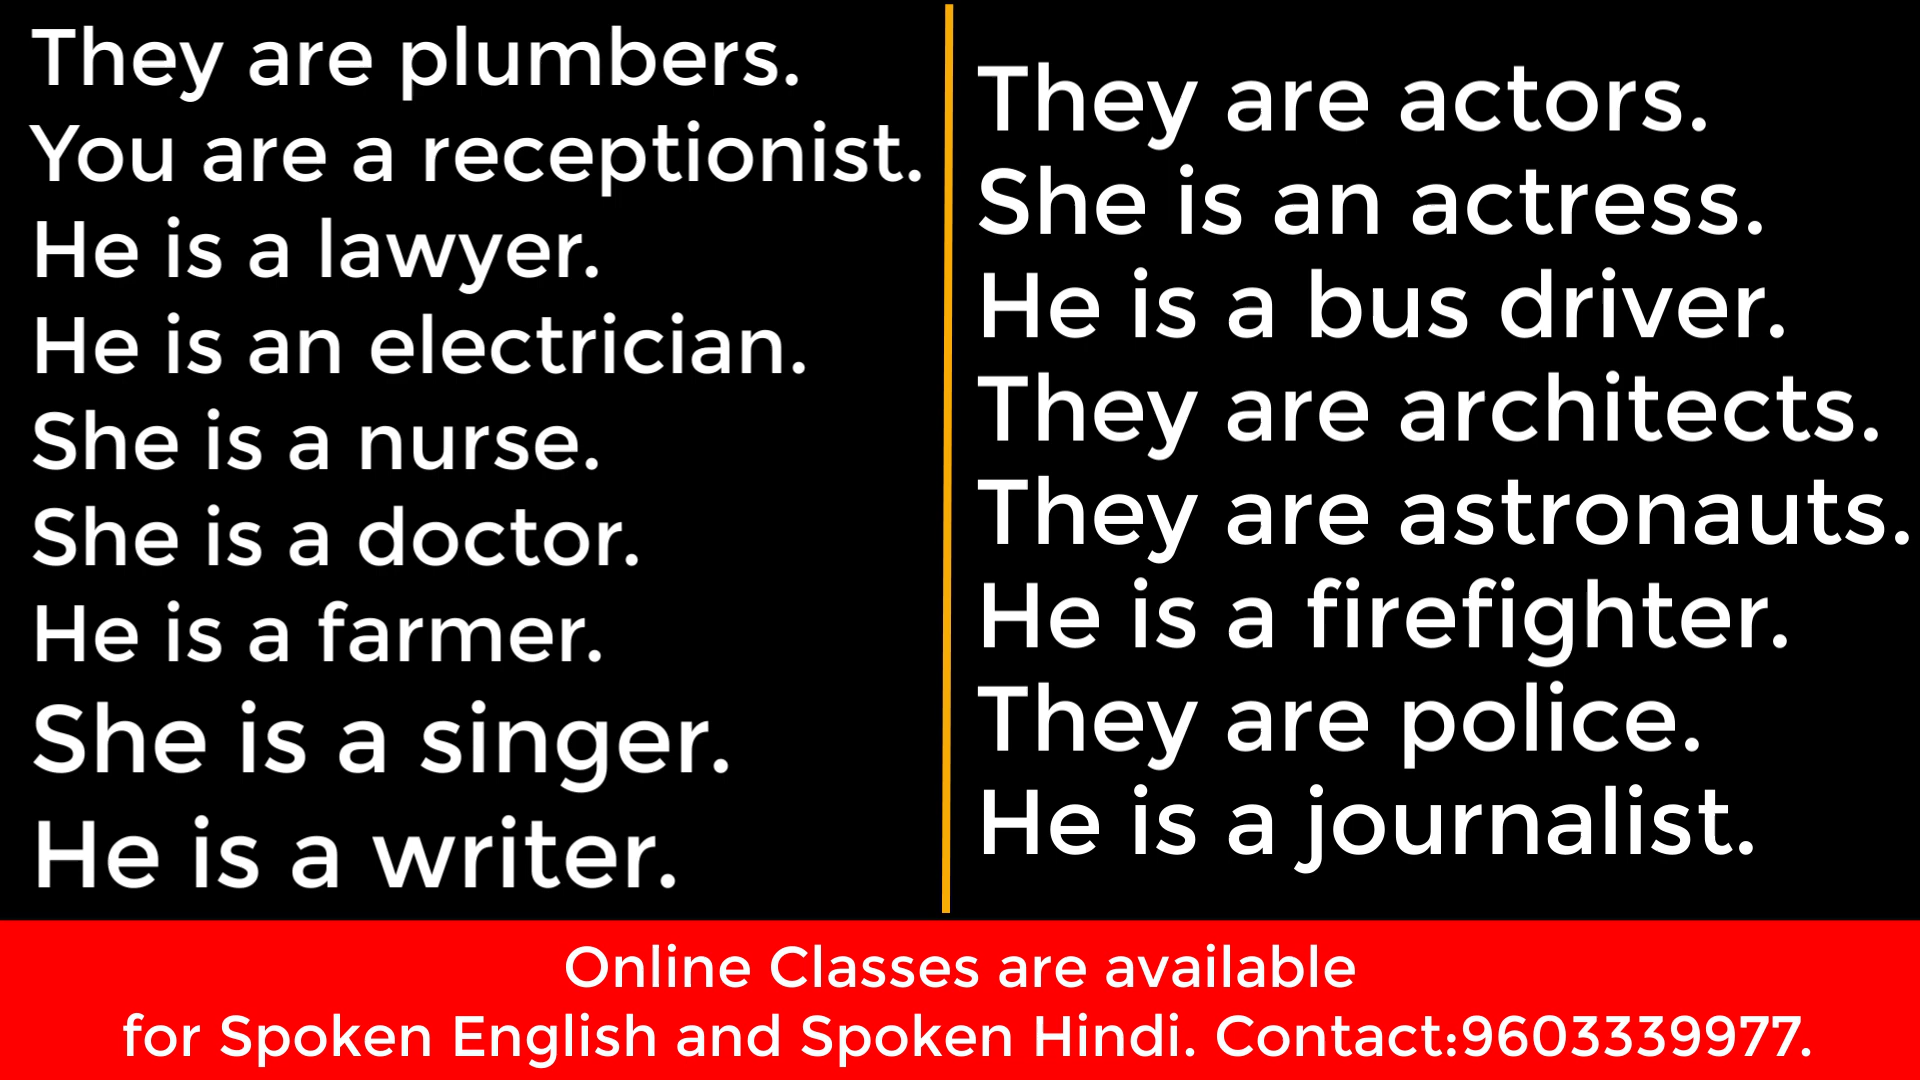 They are plumbers.
You are a receptionist.
He is a lawyer.
He is an electrician.
She is a nurse.
She is a doctor.
He is a farmer.
She is a singer.
He is a writer.
They are actors.
She is an actress.
He is a bus driver.
They are architects.
They are astronauts.
He is a firefighter.
They are police.
He is a journalist.
Online Classes are available
for Spoken English and Spoken Hindi. Contact:9603339977.